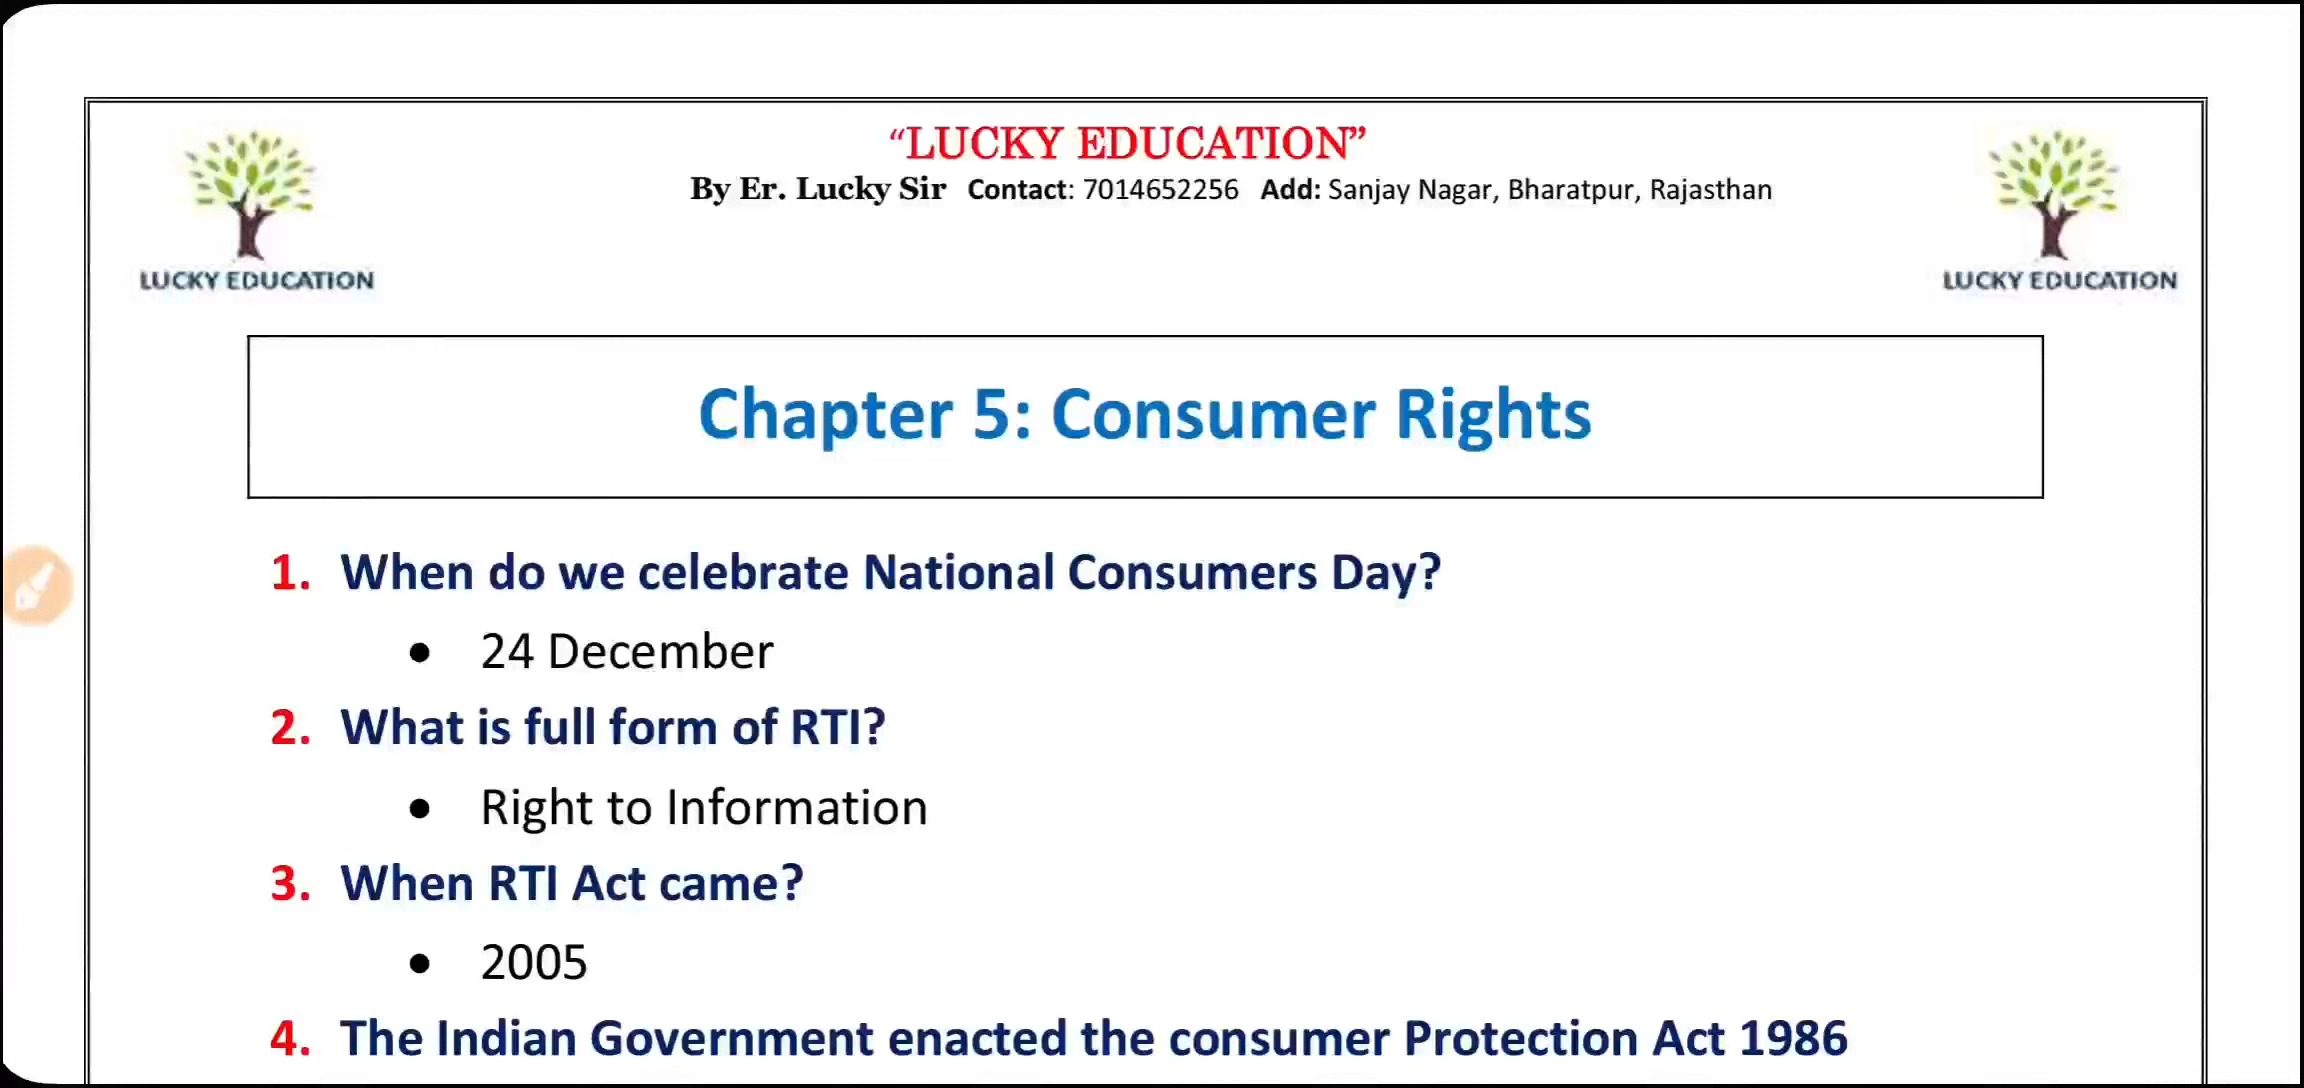 “LUCKY EDUCATION”
By Er. Lucky Sir Contact: 7014652256 Add: Sanjay Nagar, Bharatpur, Rajasthan
LUCKY EDUCATION
LUCKY EDUCATION
Chapter 5: Consumer Rights
1. When do we celebrate National Consumers Day?
• 24 December
2. What is full form of RTI?
• Right to Information
3. When RTI Act came?
• 2005
4. The Indian Government enacted the consumer Protection Act 1986